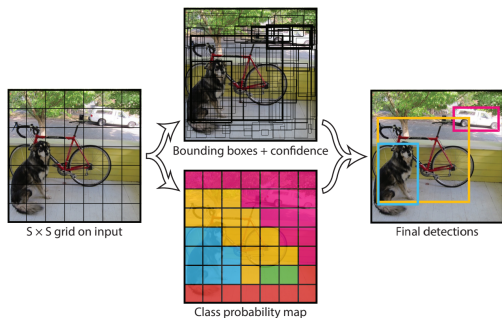 Bounding boxes + confidence
S × S grid on input
Final detections
Class probability map